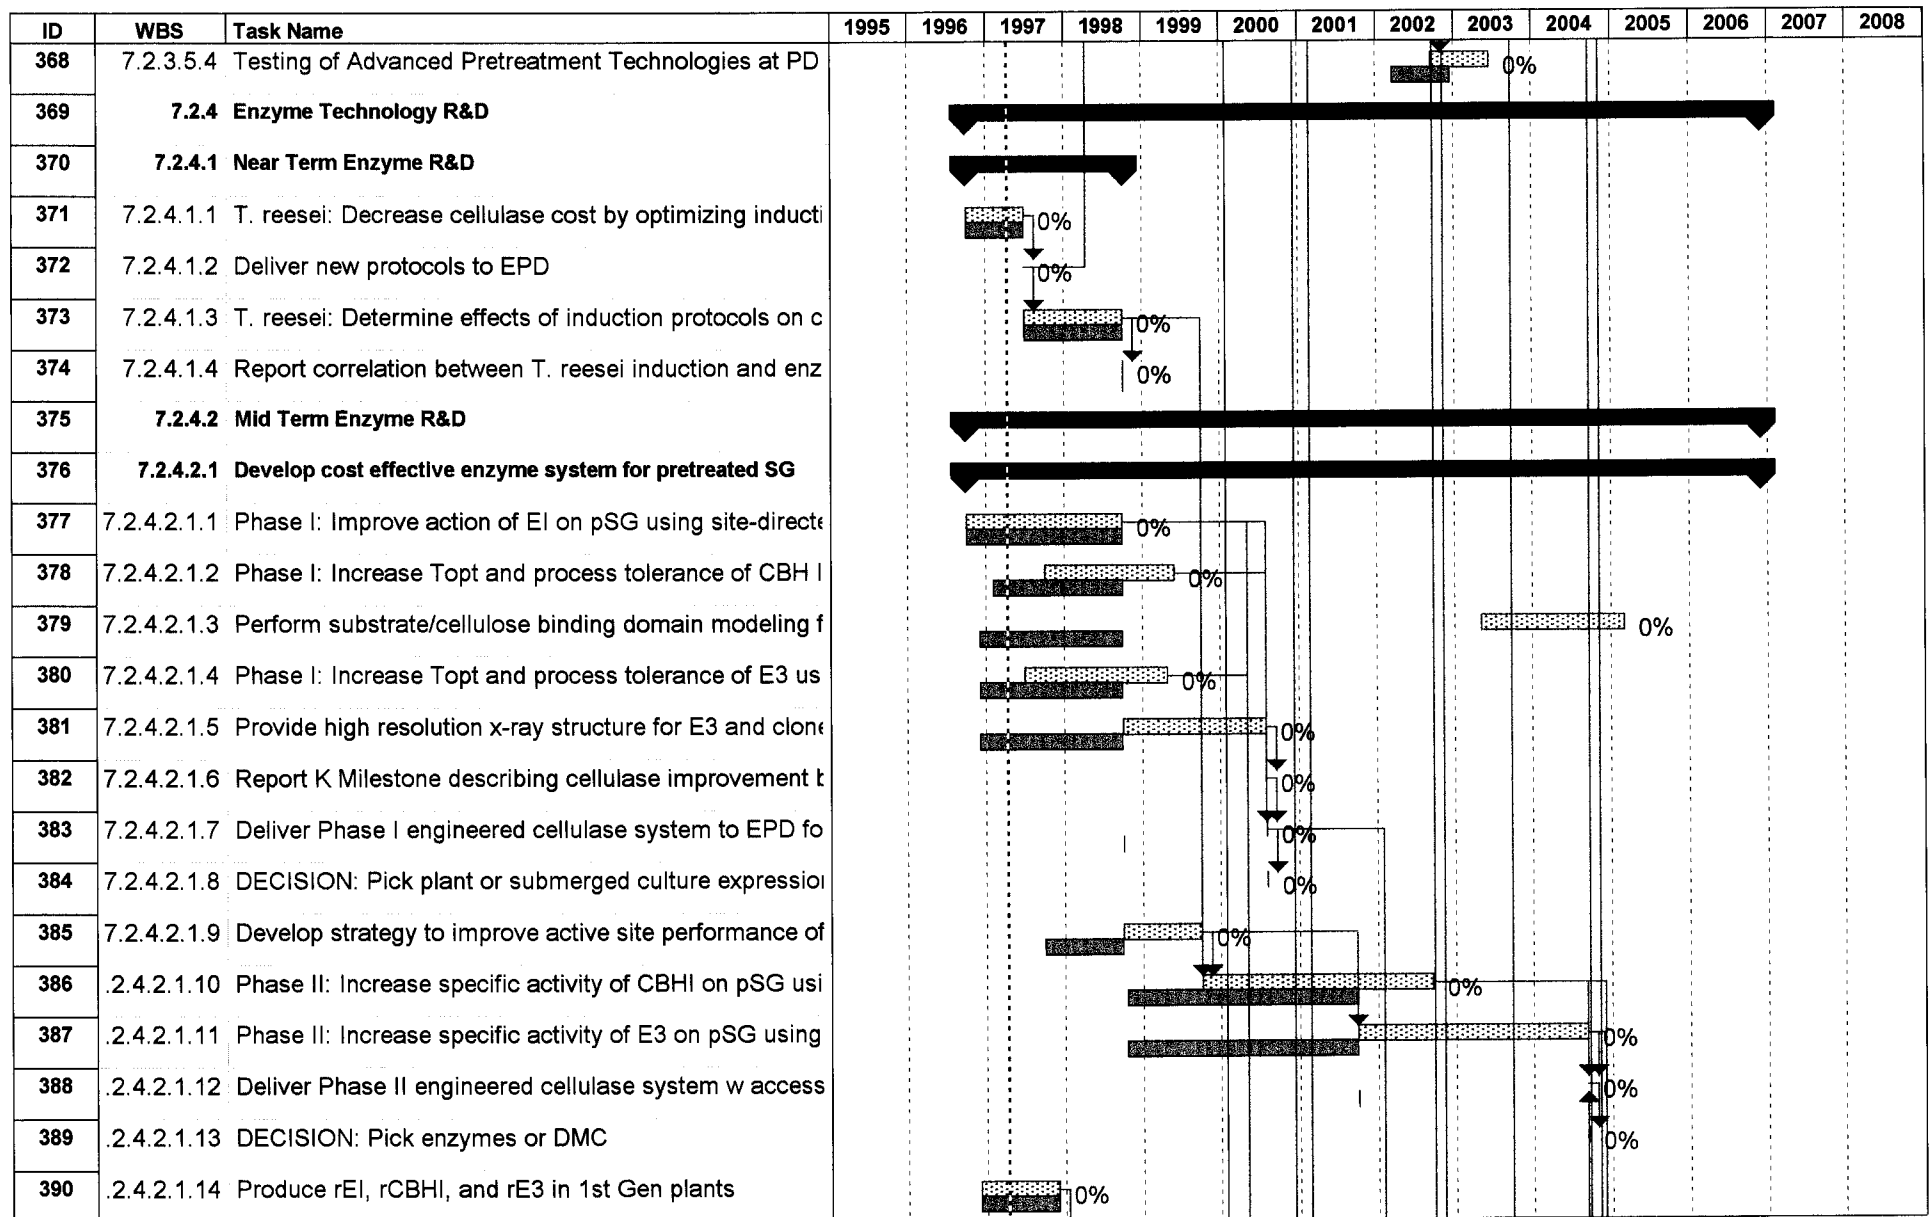 ID WBS Task Name 1995 1996 1997 1998 1999 2000 2001 2002 2003 2004 2005 2006 2007 2008
368 7.2.3.5.4 Testing of Advanced Pretreatment Technologies at PD 0%
369 7.2.4 Enzyme Technology R&D
370 7.2.4.1 Near Term Enzyme R&D
371 7.2.4.1.1 T. reesei: Decrease cellulase cost by optimizing inducti 0%
372 7.2.4.1.2 Deliver new protocols to EPD 0%
373 7.2.4.1.3 T. reesei: Determine effects of induction protocols on c 0%
374 7.2.4.1.4 Report correlation between T. reesei induction and enz 0%
375 7.2.4.2 Mid Term Enzyme R&D
376 7.2.4.2.1 Develop cost effective enzyme system for pretreated SG
377 7.2.4.2.1.1 Phase I: Improve action of EI on pSG using site-directe 0%
378 7.2.4.2.1.2 Phase I: Increase Topt and process tolerance of CBH I 0%
379 7.2.4.2.1.3 Perform substrate/cellulose binding domain modeling f 0%
380 7.2.4.2.1.4 Phase I: Increase Topt and process tolerance of E3 us 0%
381 7.2.4.2.1.5 Provide high resolution x-ray structure for E3 and clone 0%
382 7.2.4.2.1.6 Report K Milestone describing cellulase improvement b 0%
383 7.2.4.2.1.7 Deliver Phase I engineered cellulase system to EPD fo 0%
384 7.2.4.2.1.8 DECISION: Pick plant or submerged culture expression 0%
385 7.2.4.2.1.9 Develop strategy to improve active site performance of 0%
386 .2.4.2.1.10 Phase II: Increase specific activity of CBHI on pSG usi 0%
387 .2.4.2.1.11 Phase II: Increase specific activity of E3 on pSG using 0%
388 .2.4.2.1.12 Deliver Phase II engineered cellulase system w access 0%
389 .2.4.2.1.13 DECISION: Pick enzymes or DMC 0%
390 .2.4.2.1.14 Produce rEI, rCBHI, and rE3 in 1st Gen plants 0%